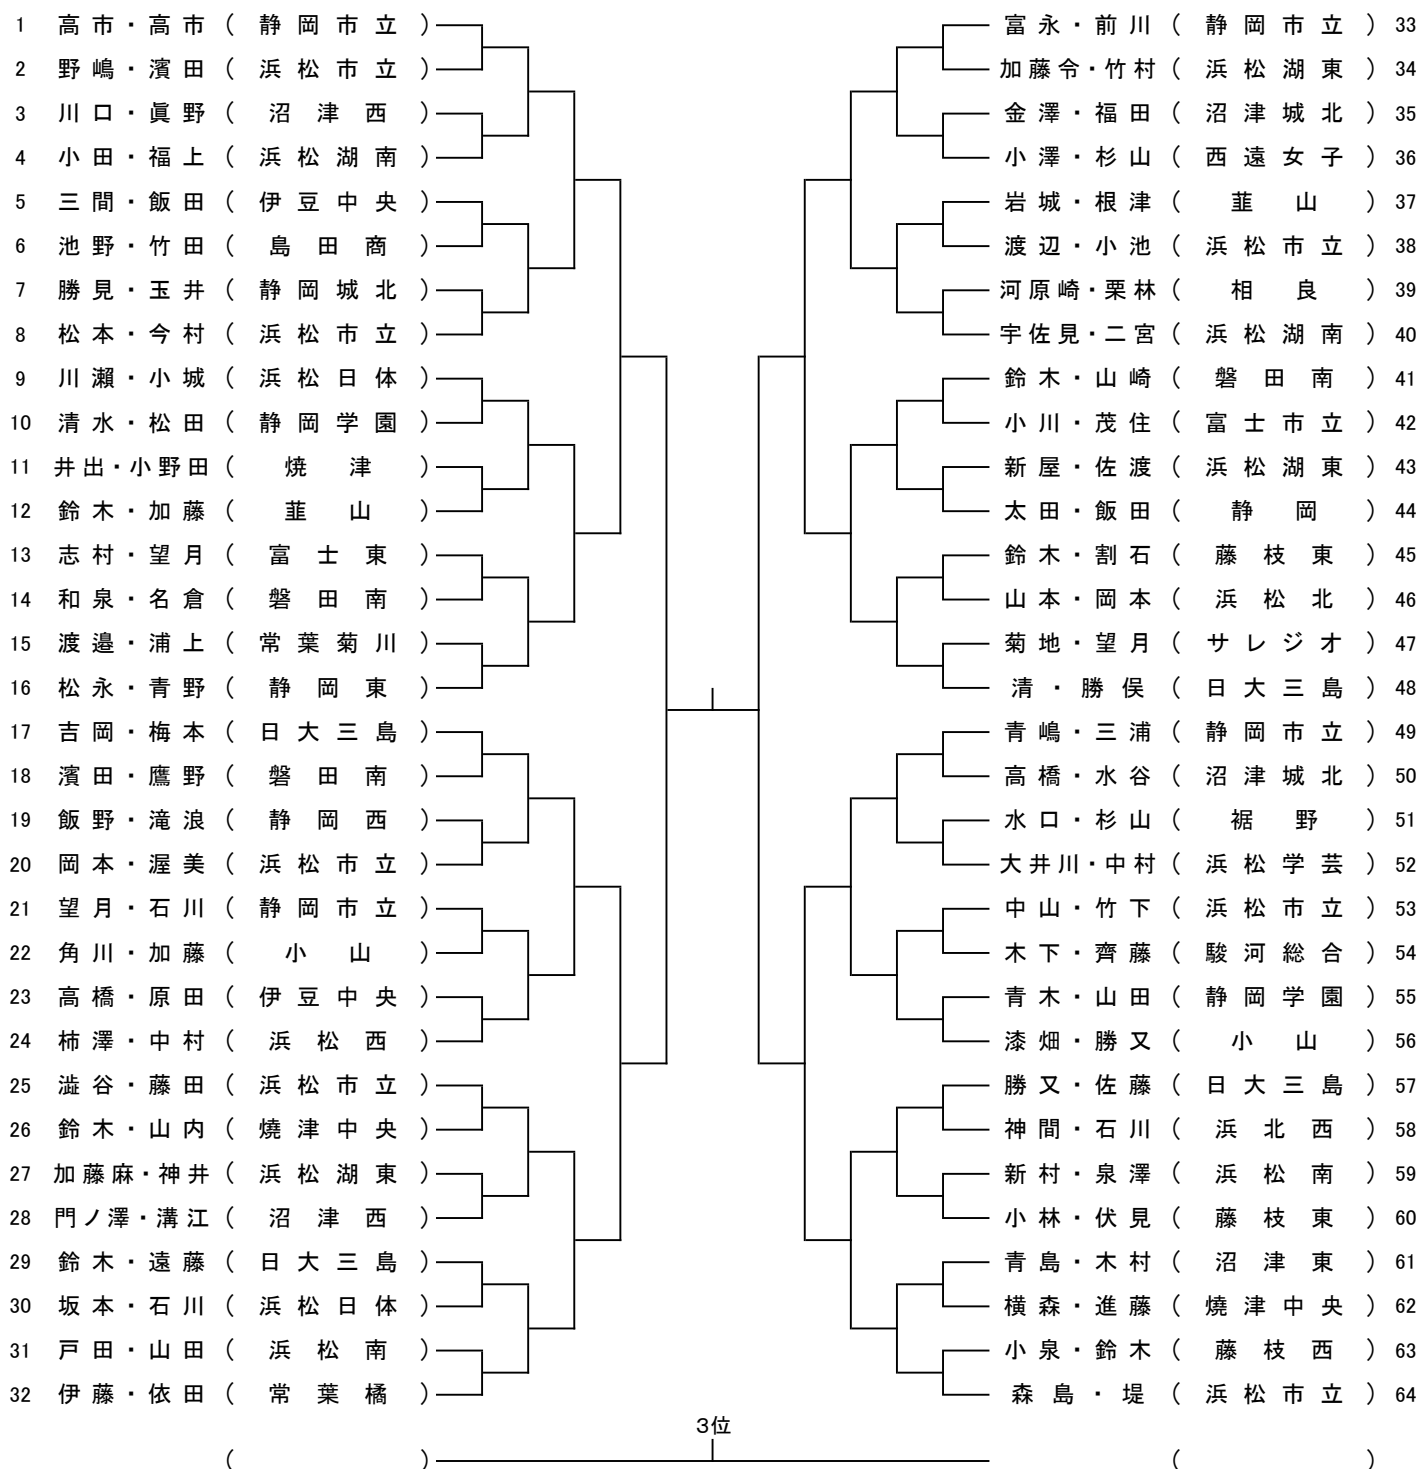 1 高市・高市 ( 静岡市立 )
2 野嶋・濱田 ( 浜松市立 )
3 川口・眞野 ( 沼津西 )
4 小田・福上 ( 浜松湖南 )
5 三間・飯田 ( 伊豆中央 )
6 池野・竹田 ( 島田商 )
7 勝見・玉井 ( 静岡城北 )
8 松本・今村 ( 浜松市立 )
9 川瀬・小城 ( 浜松日体 )
10 清水・松田 ( 静岡学園 )
11 井出・小野田 ( 焼津 )
12 鈴木・加藤 ( 韮山 )
13 志村・望月 ( 富士東 )
14 和泉・名倉 ( 磐田南 )
15 渡邉・浦上 ( 常葉菊川 )
16 松永・青野 ( 静岡東 )
17 吉岡・梅本 ( 日大三島 )
18 濱田・鷹野 ( 磐田南 )
19 飯野・滝浪 ( 静岡西 )
20 岡本・渥美 ( 浜松市立 )
21 望月・石川 ( 静岡市立 )
22 角川・加藤 ( 小山 )
23 高橋・原田 ( 伊豆中央 )
24 柿澤・中村 ( 浜松西 )
25 澁谷・藤田 ( 浜松市立 )
26 鈴木・山内 ( 焼津中央 )
27 加藤麻・神井 ( 浜松湖東 )
28 門ノ澤・溝江 ( 沼津西 )
29 鈴木・遠藤 ( 日大三島 )
30 坂本・石川 ( 浜松日体 )
31 戸田・山田 ( 浜松南 )
32 伊藤・依田 ( 常葉橘 )
富永・前川 ( 静岡市立 ) 33
加藤令・竹村 ( 浜松湖東 ) 34
金澤・福田 ( 沼津城北 ) 35
小澤・杉山 ( 西遠女子 ) 36
岩城・根津 ( 韮山 ) 37
渡辺・小池 ( 浜松市立 ) 38
河原崎・栗林 ( 相良 ) 39
宇佐見・二宮 ( 浜松湖南 ) 40
鈴木・山崎 ( 磐田南 ) 41
小川・茂住 ( 富士市立 ) 42
新屋・佐渡 ( 浜松湖東 ) 43
太田・飯田 ( 静岡 ) 44
鈴木・割石 ( 藤枝東 ) 45
山本・岡本 ( 浜松北 ) 46
菊地・望月 ( サレジオ ) 47
清・勝俣 ( 日大三島 ) 48
青嶋・三浦 ( 静岡市立 ) 49
高橋・水谷 ( 沼津城北 ) 50
水口・杉山 ( 裾野 ) 51
大井川・中村 ( 浜松学芸 ) 52
中山・竹下 ( 浜松市立 ) 53
木下・齊藤 ( 駿河総合 ) 54
青木・山田 ( 静岡学園 ) 55
漆畑・勝又 ( 小山 ) 56
勝又・佐藤 ( 日大三島 ) 57
神間・石川 ( 浜北西 ) 58
新村・泉澤 ( 浜松南 ) 59
小林・伏見 ( 藤枝東 ) 60
青島・木村 ( 沼津東 ) 61
横森・進藤 ( 焼津中央 ) 62
小泉・鈴木 ( 藤枝西 ) 63
森島・堤 ( 浜松市立 ) 64
3位
( )
( )